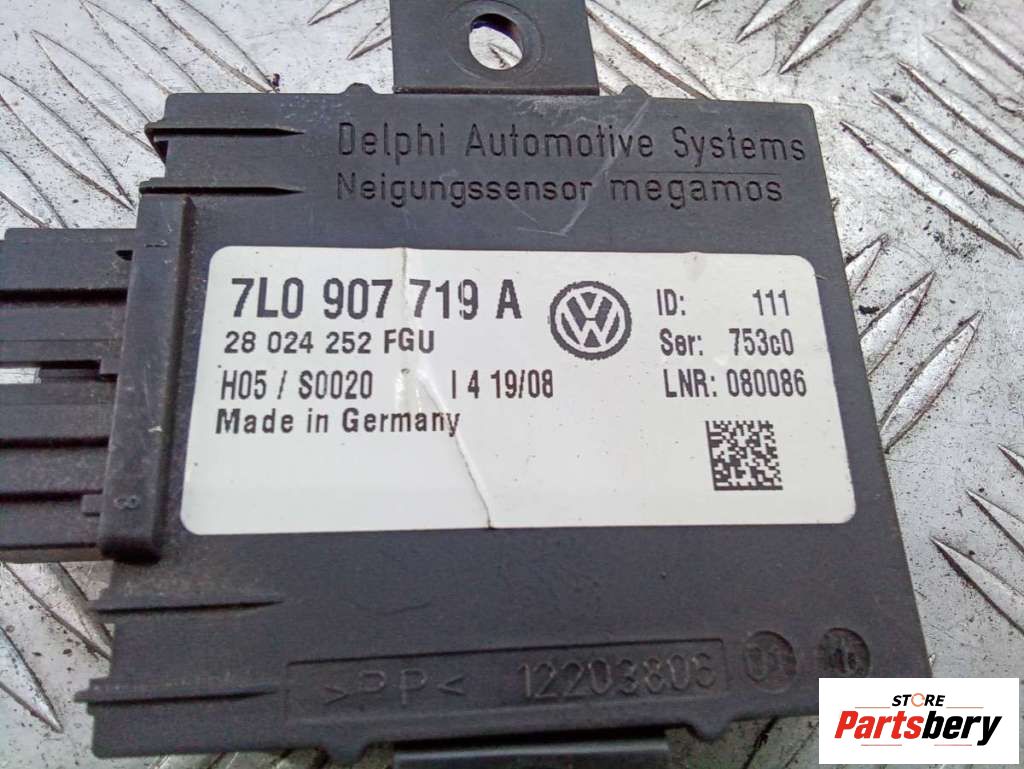 Delphi Automotive Systems
Neigungssensor megamos
7L0 907 719 A
28 024 252 FGU
H05 / S0020 I 4 19/08
Made in Germany
ID: 111
Ser: 753c0
LNR: 080086
>PP< 12203806
STORE
Partsbery